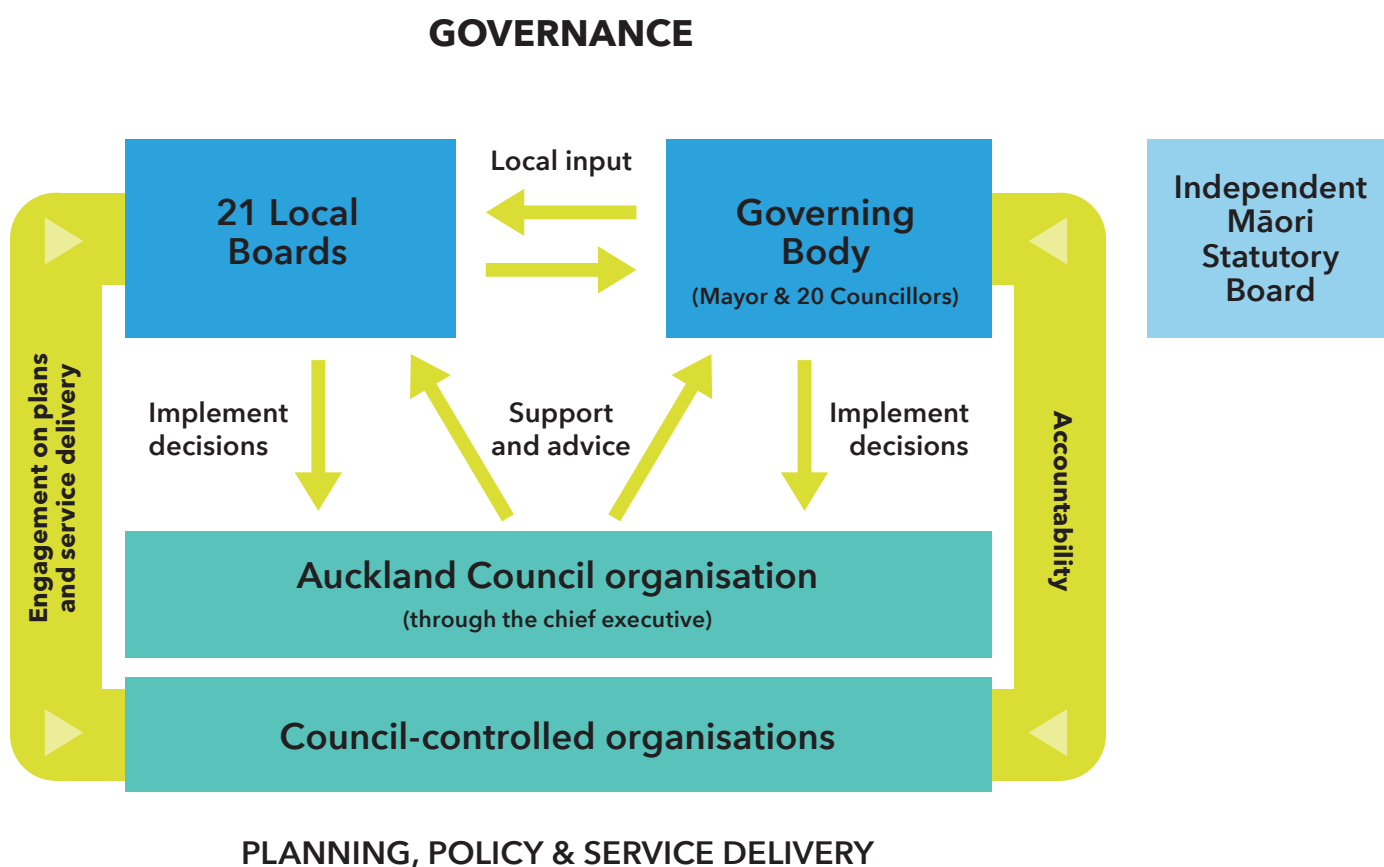 GOVERNANCE
21 Local
Boards
Local input
Governing
Body
(Mayor & 20 Councillors)
Independent
Māori
Statutory
Board
Engagement on plans
and service delivery
Implement
decisions
Support
and advice
Implement
decisions
Accountability
Auckland Council organisation
(through the chief executive)
Council-controlled organisations
PLANNING, POLICY & SERVICE DELIVERY